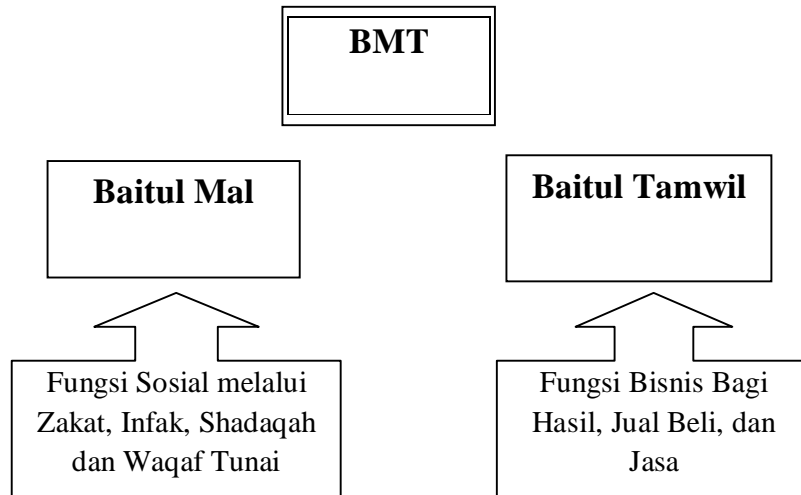 BMT
Baitul Mal
Baitul Tamwil
Fungsi Sosial melalui
Zakat, Infak, Shadaqah
dan Waqaf Tunai
Fungsi Bisnis Bagi
Hasil, Jual Beli, dan
Jasa